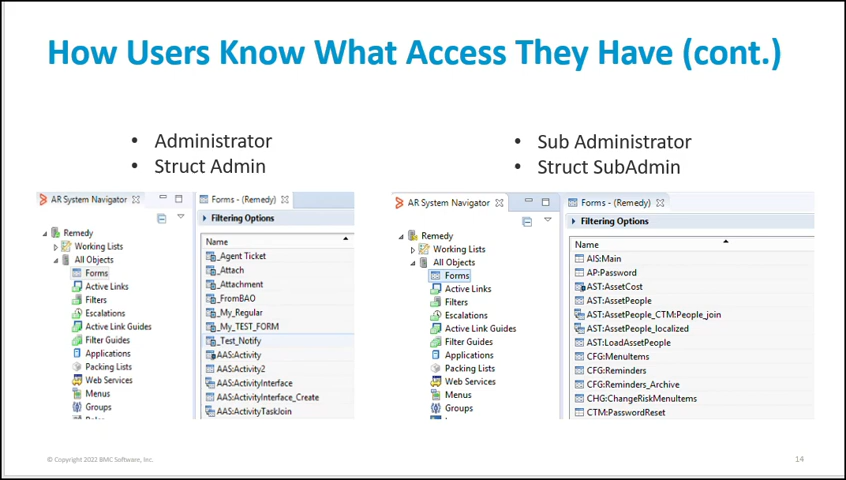 How Users Know What Access They Have (cont.)
• Administrator
• Struct Admin
• Sub Administrator
• Struct SubAdmin
AR System Navigator
Remedy
Working Lists
All Objects
Forms
Active Links
Filters
Escalations
Active Link Guides
Filter Guides
Applications
Packing Lists
Web Services
Menus
Groups
Forms - (Remedy)
Filtering Options
Name
_Agent Ticket
_Attach
_Attachment
_FromBAO
_My_Regular
_My_TEST_FORM
_Test_Notify
AAS:Activity
AAS:Activity2
AAS:ActivityInterface
AAS:ActivityInterface_Create
AAS:ActivityTaskJoin
AR System Navigator
Remedy
Working Lists
All Objects
Forms
Active Links
Filters
Escalations
Active Link Guides
Filter Guides
Applications
Packing Lists
Web Services
Menus
Groups
Forms - (Remedy)
Filtering Options
Name
AIS:Main
AP:Password
AST:AssetCost
AST:AssetPeople
AST:AssetPeople_CTM:People_join
AST:AssetPeople_localized
AST:LoadAssetPeople
CFG:MenuItems
CFG:Reminders
CFG:Reminders_Archive
CHG:ChangeRiskMenuItems
CTM:PasswordReset
© Copyright 2022 BMC Software, Inc.
14